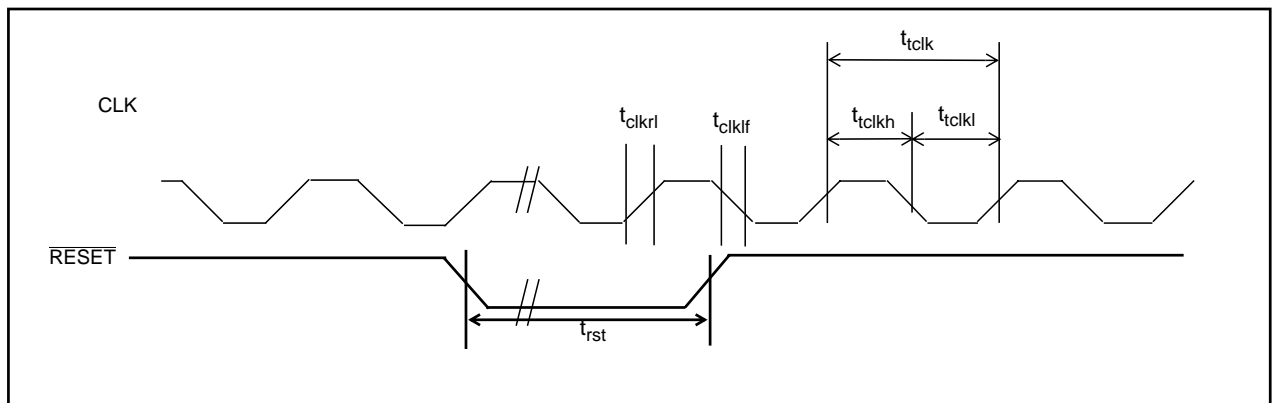 t_tclk
CLK
t_clkrl t_clklf t_tclkh t_tclkl
RESET
t_rst